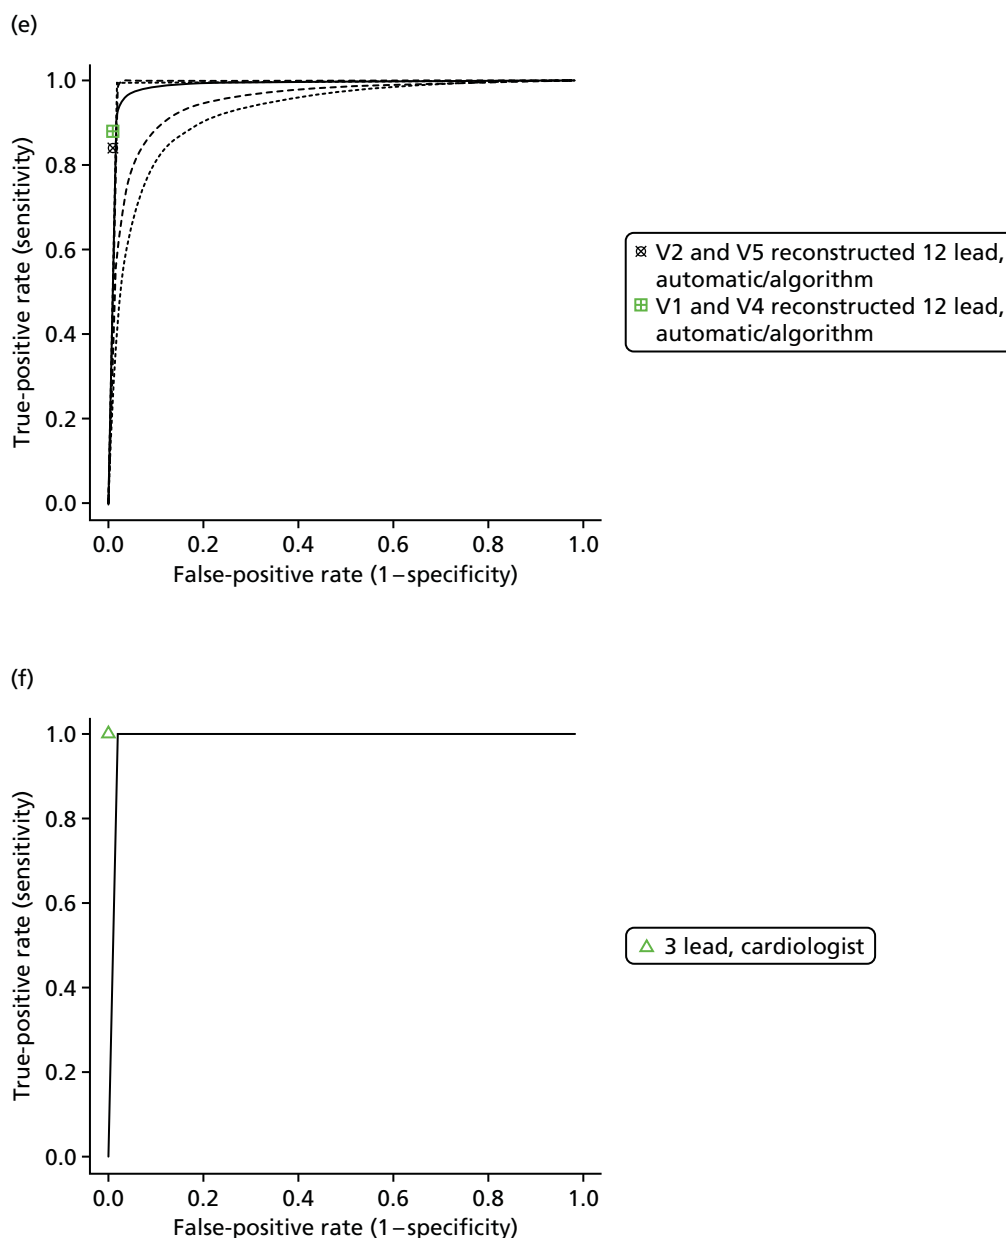 (e)
True-positive rate (sensitivity)
1.0
0.8
0.6
0.4
0.2
0.0
0.0 0.2 0.4 0.6 0.8 1.0
False-positive rate (1–specificity)
V2 and V5 reconstructed 12 lead,
automatic/algorithm
V1 and V4 reconstructed 12 lead,
automatic/algorithm
(f)
True-positive rate (sensitivity)
1.0
0.8
0.6
0.4
0.2
0.0
0.0 0.2 0.4 0.6 0.8 1.0
False-positive rate (1–specificity)
3 lead, cardiologist